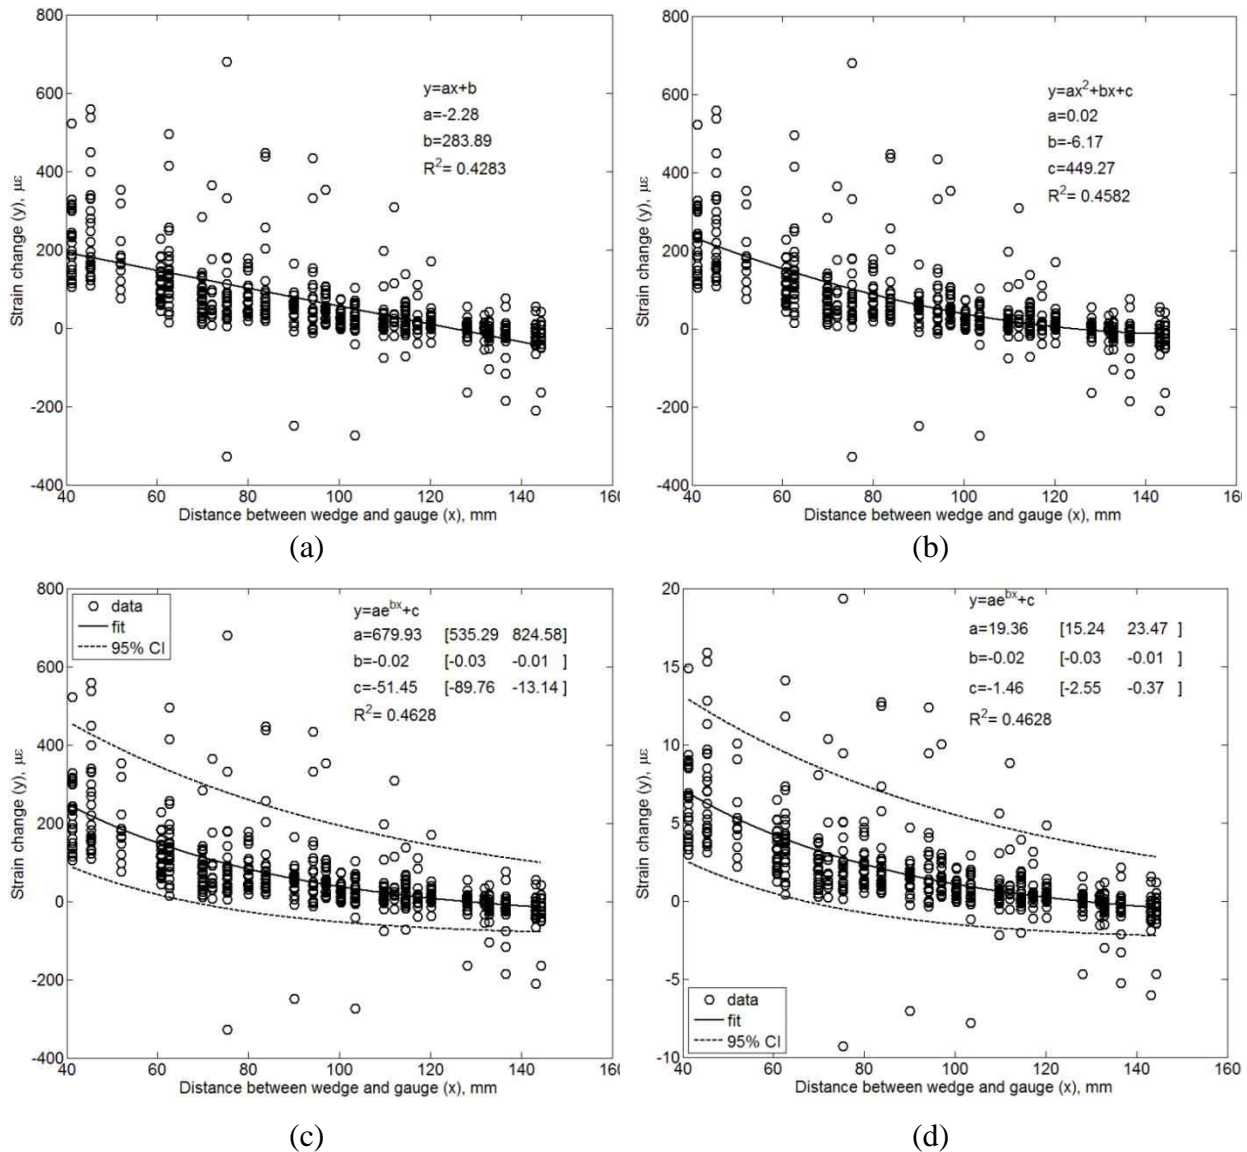 800
600
400
200
0
-200
-400
40 60 80 100 120 140 160
Strain change (y), με
Distance between wedge and gauge (x), mm
y=ax+b
a=-2.28
b=283.89
R²= 0.4283
(a)
800
600
400
200
0
-200
-400
40 60 80 100 120 140 160
Strain change (y), με
Distance between wedge and gauge (x), mm
y=ax²+bx+c
a=0.02
b=-6.17
c=449.27
R²= 0.4582
(b)
800
600
400
200
0
-200
-400
40 60 80 100 120 140 160
Strain change (y), με
Distance between wedge and gauge (x), mm
data
fit
95% CI
y=ae^bx+c
a=679.93 [535.29 824.58]
b=-0.02 [-0.03 -0.01 ]
c=-51.45 [-89.76 -13.14 ]
R²= 0.4628
(c)
20
15
10
5
0
-5
-10
40 60 80 100 120 140 160
Strain change (y), με
Distance between wedge and gauge (x), mm
y=ae^bx+c
a=19.36 [15.24 23.47 ]
b=-0.02 [-0.03 -0.01 ]
c=-1.46 [-2.55 -0.37 ]
R²= 0.4628
data
fit
95% CI
(d)